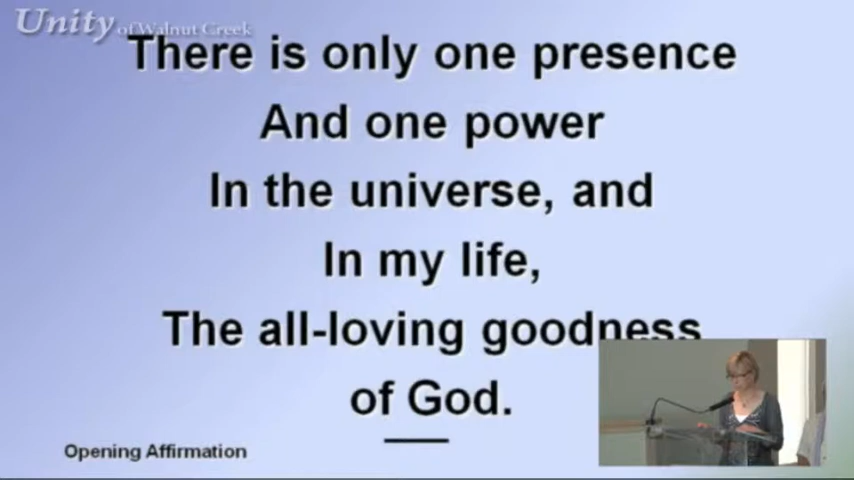 Unity of Walnut Creek
There is only one presence
And one power
In the universe, and
In my life,
The all-loving goodness
of God.
Opening Affirmation